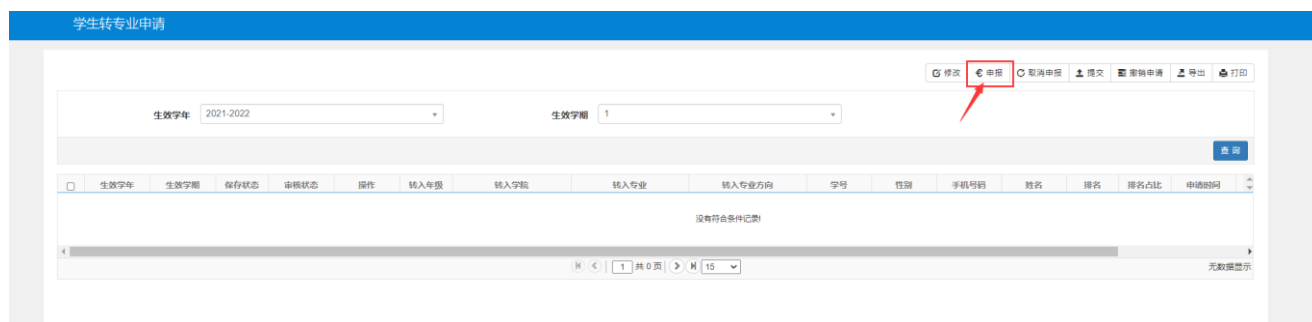 学生转专业申请
修改 申报 取消申报 提交 撤销申请 导出 打印
生效学年 2021-2022 生效学期 1
查询
生效学年 生效学期 保存状态 审核状态 操作 转入年级 转入学院 转入专业 转入专业方向 学号 性别 手机号码 姓名 排名 排名占比 申请时间
没有符合条件记录!
1 共 0 页 15 无数据显示